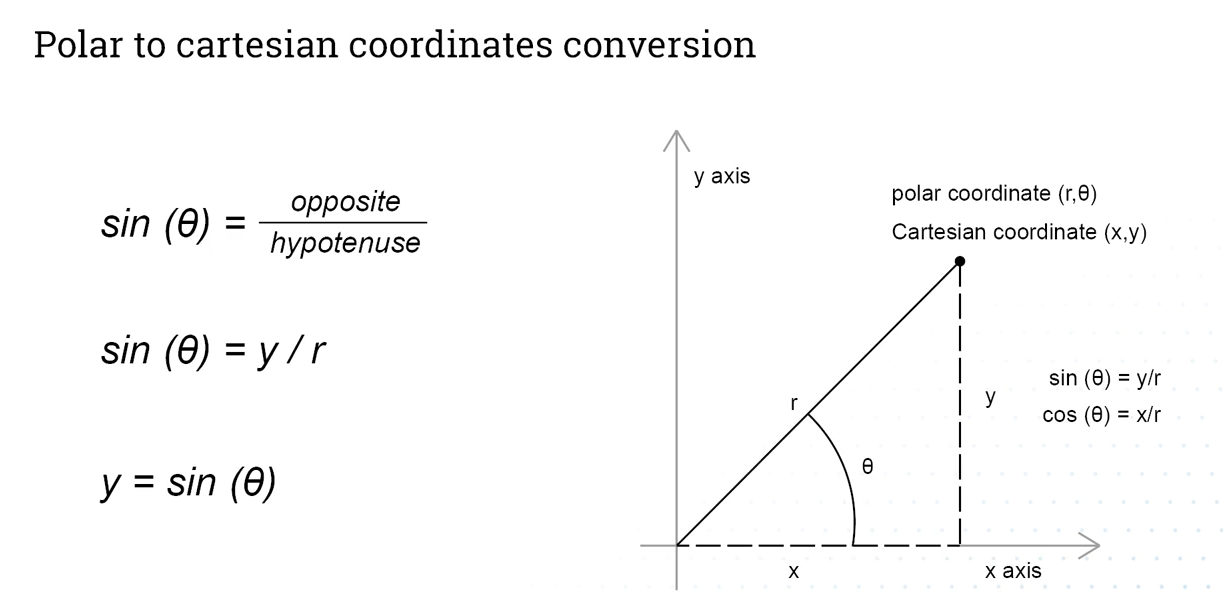 Polar to cartesian coordinates conversion
sin (θ) = opposite / hypotenuse
sin (θ) = y / r
y = sin (θ)
y axis
polar coordinate (r,θ)
Cartesian coordinate (x,y)
r
θ
y
sin (θ) = y/r
cos (θ) = x/r
x
x axis